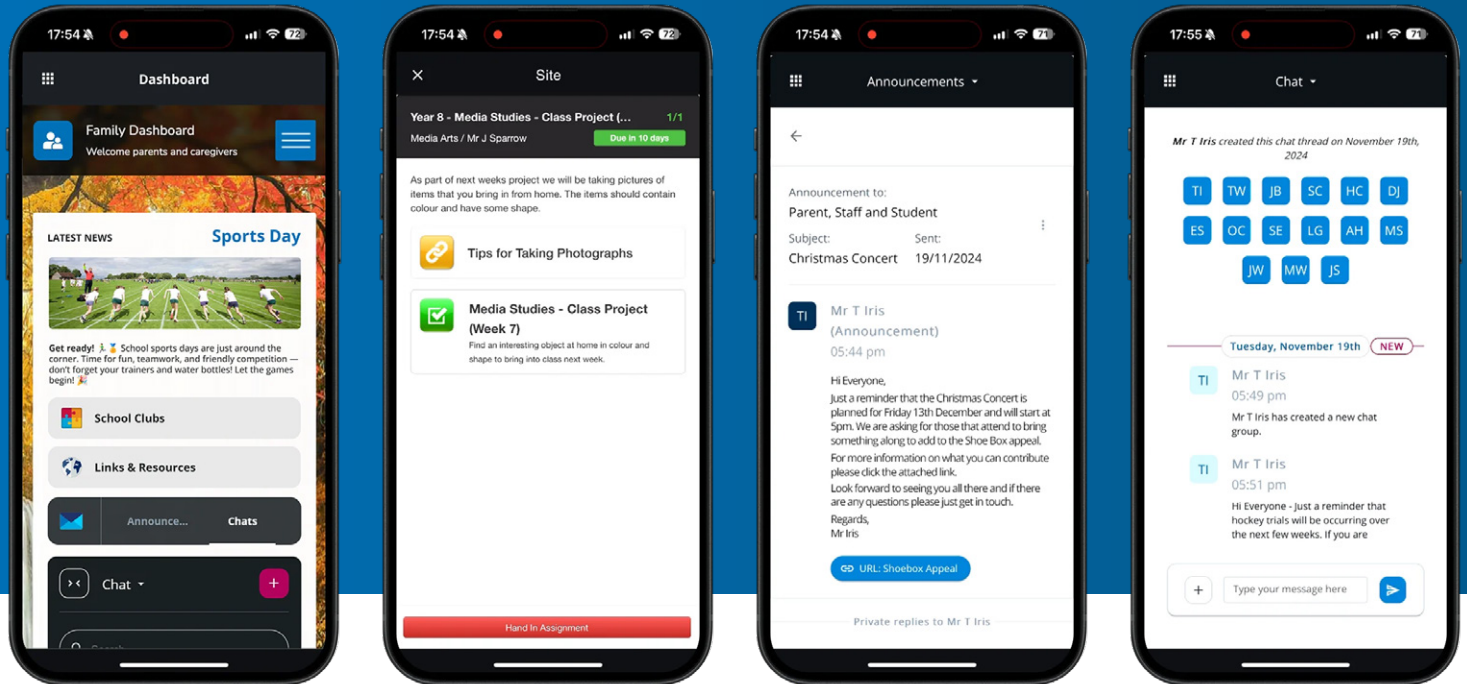 17:54
72
Dashboard
Family Dashboard
Welcome parents and caregivers
LATEST NEWS
Sports Day
Get ready! 🏃🏅 School sports days are just around the
corner. Time for fun, teamwork, and friendly competition —
don't forget your trainers and water bottles! Let the games
begin! 🎉
School Clubs
Links & Resources
Announce...
Chats
Chat
+
17:54
72
Site
Year 8 - Media Studies - Class Project (...
1/1
Media Arts / Mr J Sparrow
Due in 10 days
As part of next weeks project we will be taking pictures of
items that you bring in from home. The items should contain
colour and have some shape.
Tips for Taking Photographs
Media Studies - Class Project
(Week 7)
Find an interesting object at home in colour and
shape to bring into class next week.
Hand In Assignment
17:54
71
Announcements
Announcement to:
Parent, Staff and Student
Subject: Sent:
Christmas Concert 19/11/2024
TI
Mr T Iris
(Announcement)
05:44 pm
Hi Everyone,
Just a reminder that the Christmas Concert is
planned for Friday 13th December and will start at
5pm. We are asking for those that attend to bring
something along to add to the Shoe Box appeal.
For more information on what you can contribute
please click the attached link.
Look forward to seeing you all there and if there
are any questions please just get in touch.
Regards,
Mr Iris
URL: Shoebox Appeal
Private replies to Mr T Iris
17:55
71
Chat
Mr T Iris created this chat thread on November 19th,
2024
TI TW JB SC HC DJ
ES OC SE LG AH MS
JW MW JS
Tuesday, November 19th NEW
TI
Mr T Iris
05:49 pm
Mr T Iris has created a new chat
group.
TI
Mr T Iris
05:51 pm
Hi Everyone - Just a reminder that
hockey trials will be occurring over
the next few weeks. If you are
+
Type your message here